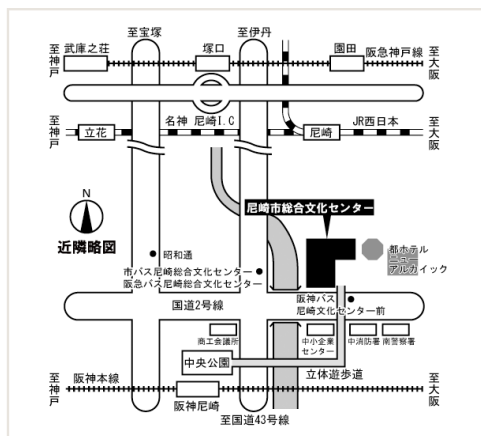 至宝塚
至伊丹
至神戸
武庫之荘
塚口
園田
阪急神戸線
至大阪
名神 尼崎I.C
JR西日本
至神戸
立花
尼崎
至大阪
N
近隣略図
尼崎市総合文化センター
昭和通
都ホテル
ニュー
アルカイック
市バス尼崎総合文化センター
阪急バス尼崎総合文化センター
阪神バス
尼崎文化センター前
国道2号線
商工会議所
中小企業
センター
中消防署
南警察署
中央公園
立体遊歩道
至神戸
阪神本線
阪神尼崎
至大阪
至国道43号線